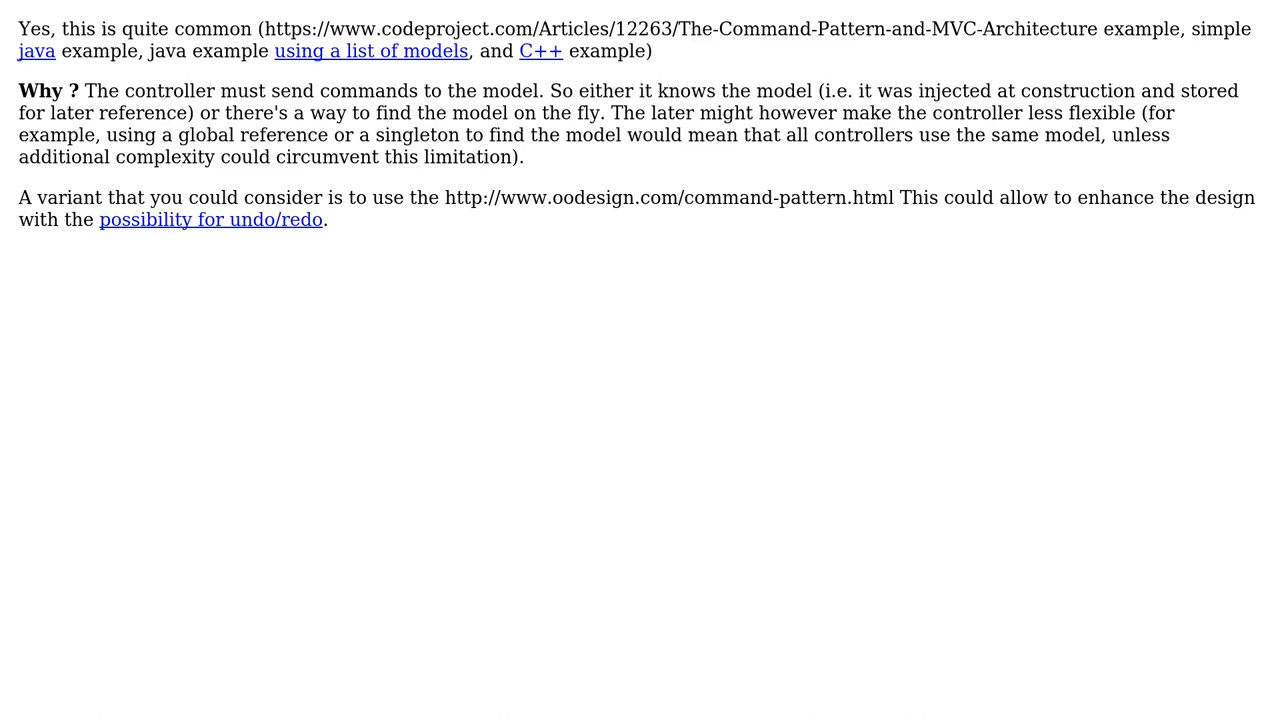 Yes, this is quite common (https://www.codeproject.com/Articles/12263/The-Command-Pattern-and-MVC-Architecture example, simple
java example, java example using a list of models, and C++ example)
Why ? The controller must send commands to the model. So either it knows the model (i.e. it was injected at construction and stored
for later reference) or there's a way to find the model on the fly. The later might however make the controller less flexible (for
example, using a global reference or a singleton to find the model would mean that all controllers use the same model, unless
additional complexity could circumvent this limitation).
A variant that you could consider is to use the http://www.oodesign.com/command-pattern.html This could allow to enhance the design
with the possibility for undo/redo.